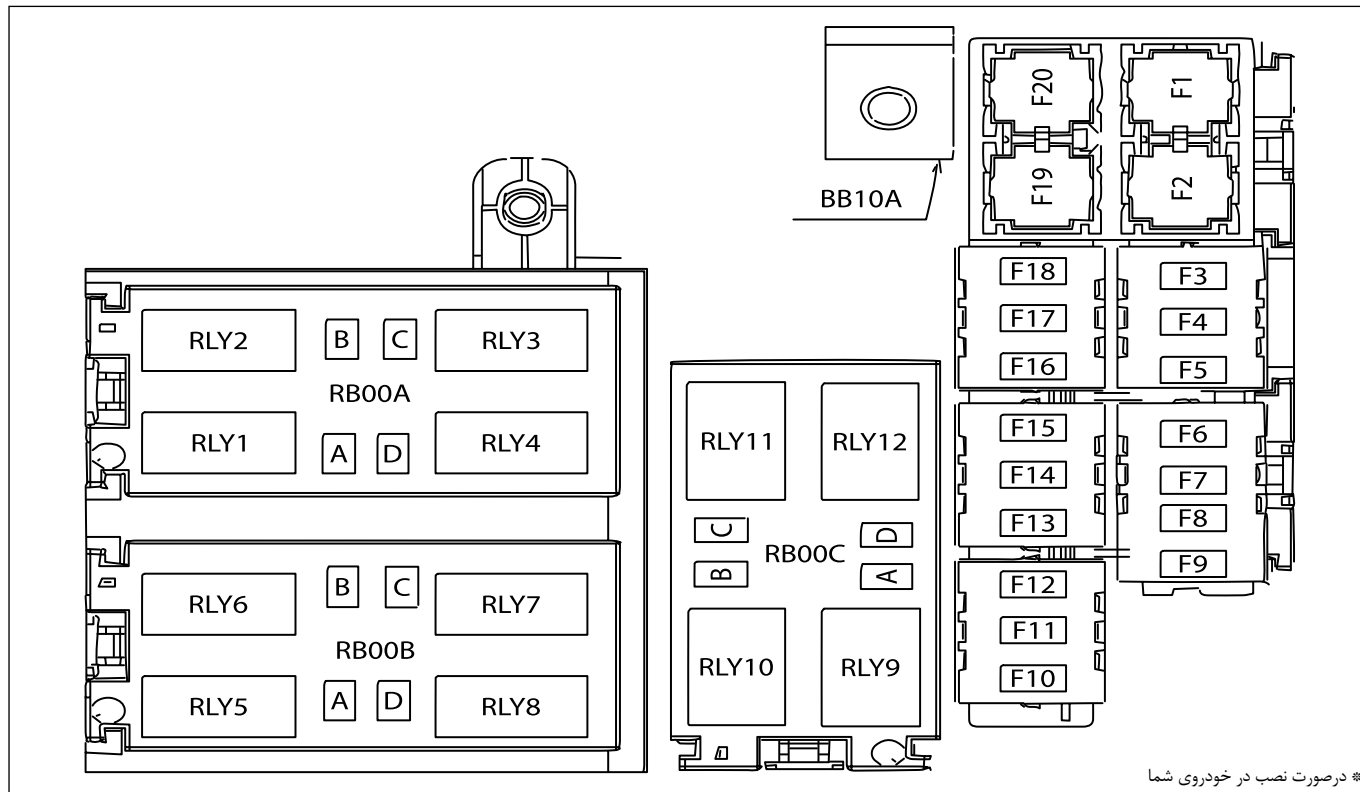 F20
F1
F19
F2
BB10A
F18
F3
F17
F4
F16
F5
RLY2
B
C
RLY3
RB00A
RLY1
A
D
RLY4
RLY11
RLY12
F15
F6
F14
F7
F13
F8
F9
C
D
RB00C
B
A
F12
F11
F10
RLY6
B
C
RLY7
RB00B
RLY5
A
D
RLY8
RLY10
RLY9
* درصورت نصب در خودروی شما